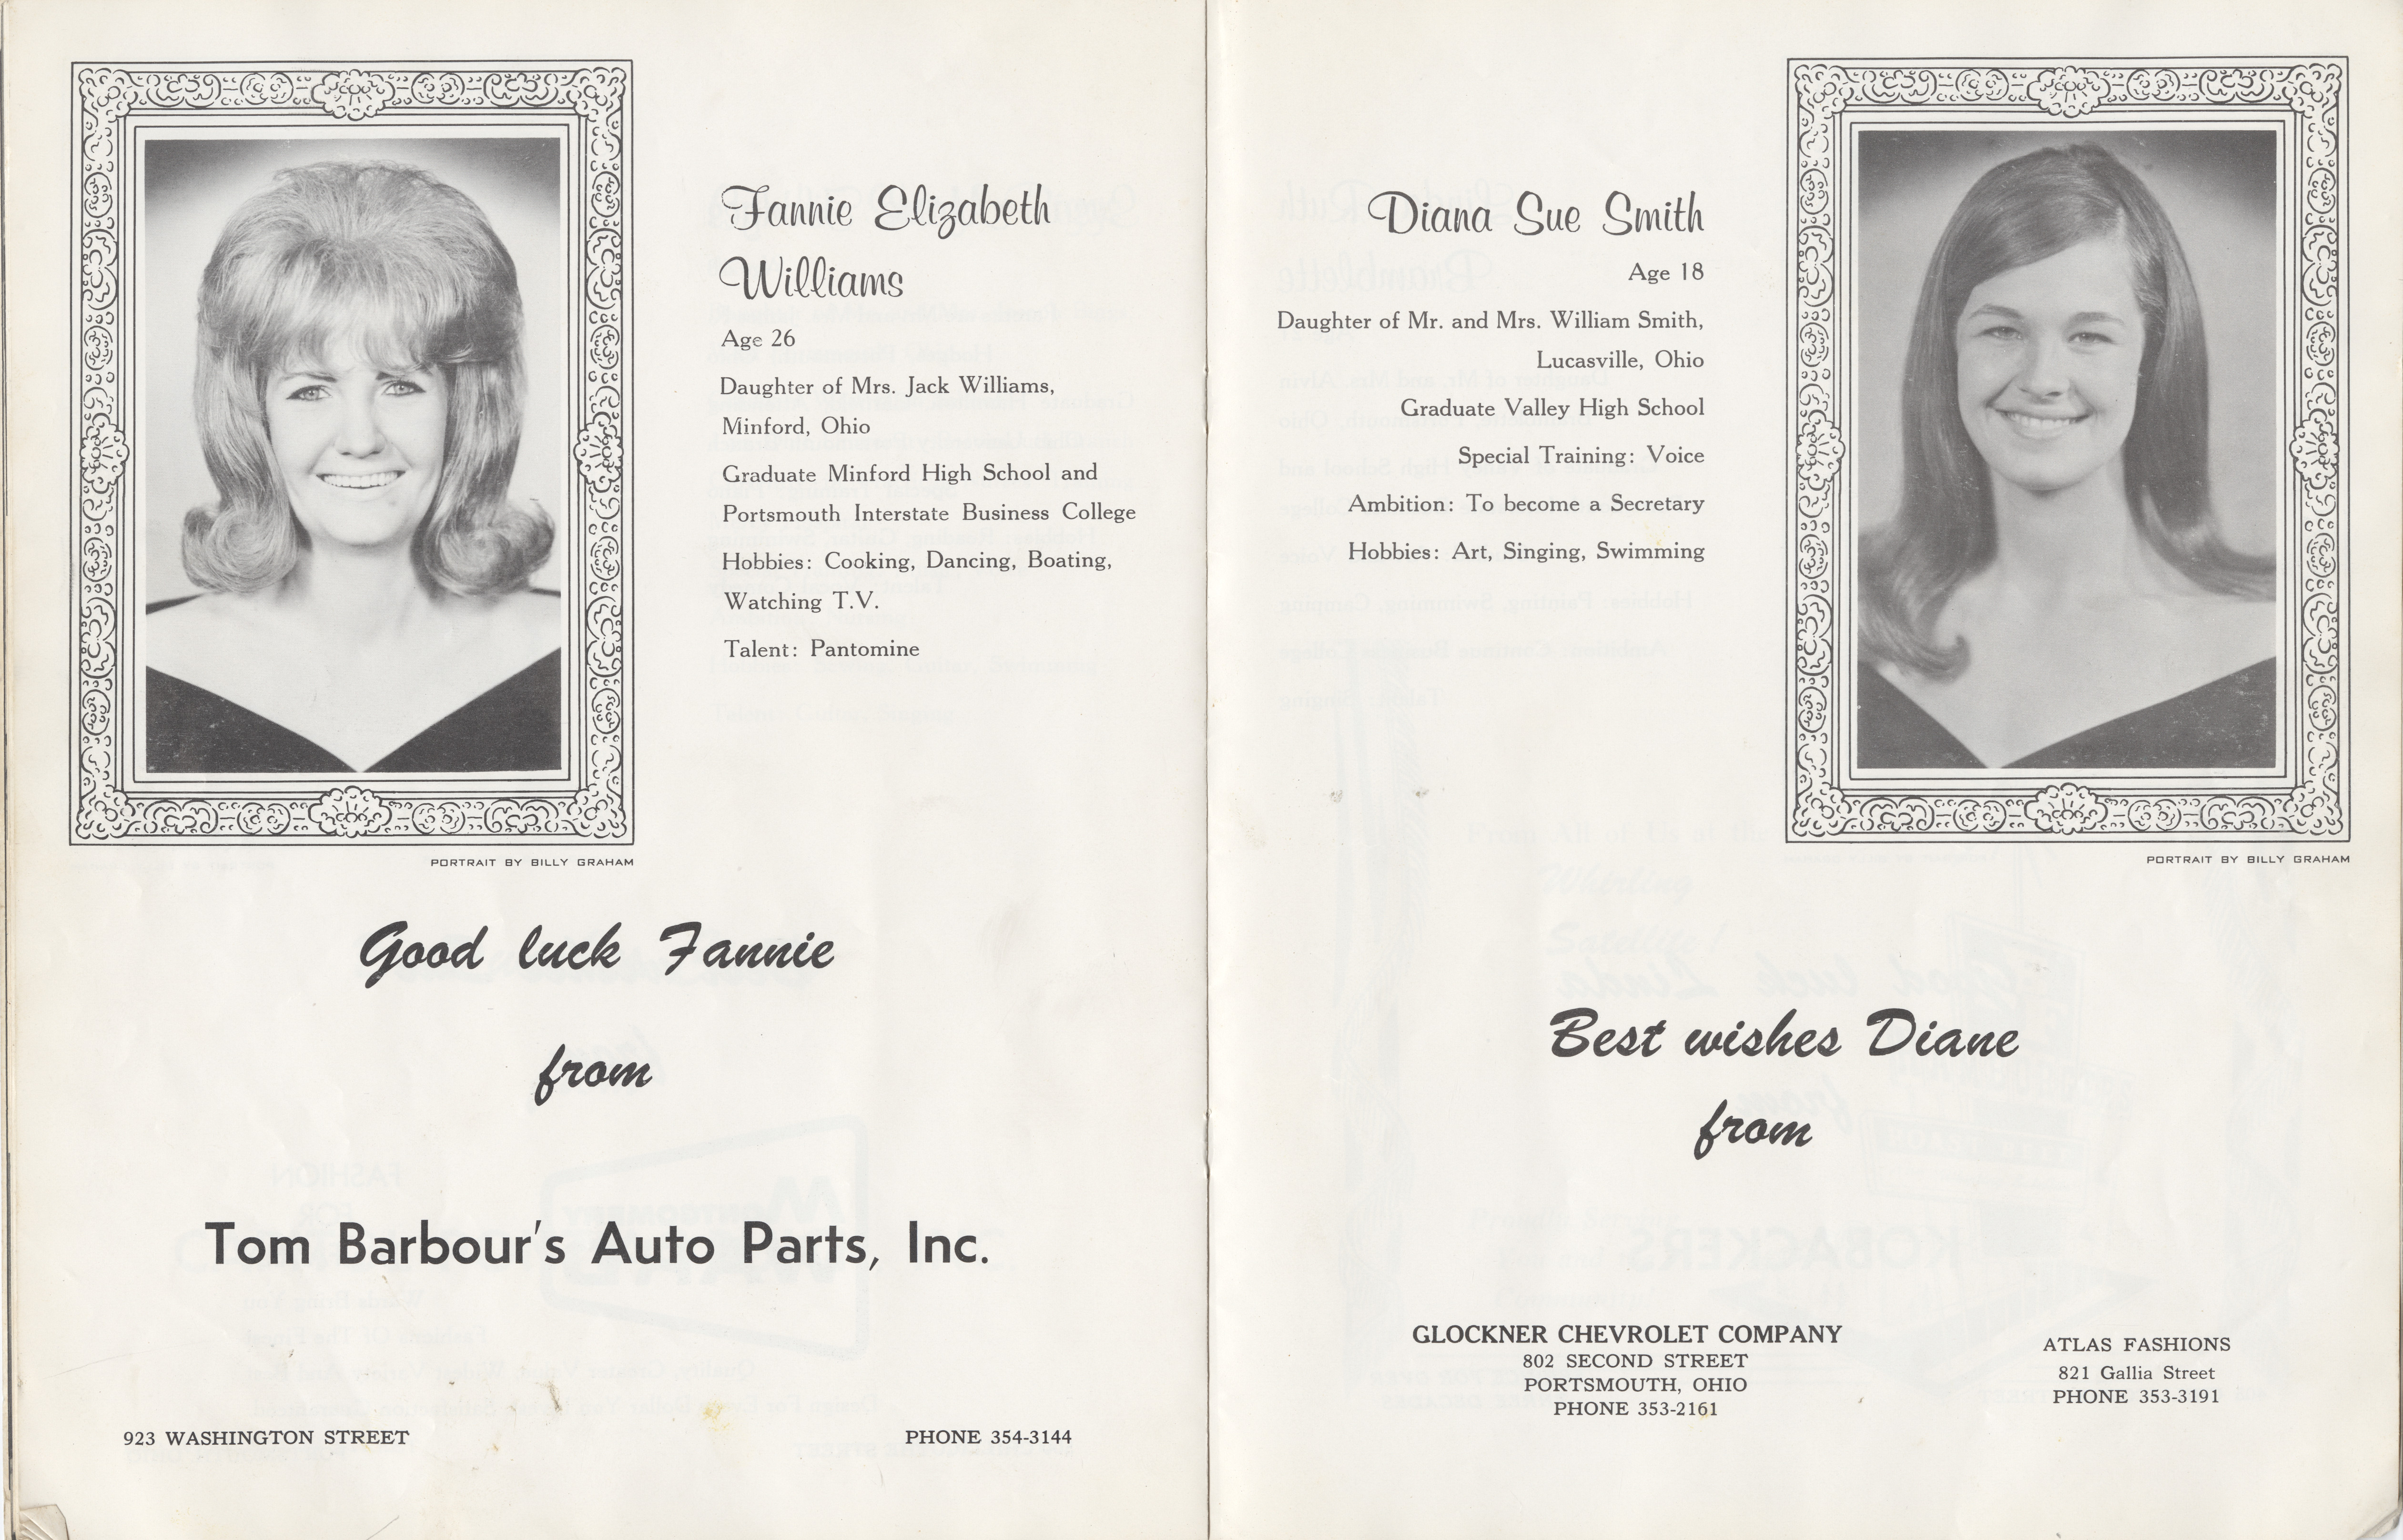 Fannie Elizabeth
Williams
Age 26
Daughter of Mrs. Jack Williams,
Minford, Ohio
Graduate Minford High School and
Portsmouth Interstate Business College
Hobbies: Cooking, Dancing, Boating,
Watching T.V.
Talent: Pantomine
PORTRAIT BY BILLY GRAHAM
Good luck Fannie
from
Tom Barbour's Auto Parts, Inc.
923 WASHINGTON STREET
PHONE 354-3144
Diana Sue Smith
Age 18
Daughter of Mr. and Mrs. William Smith,
Lucasville, Ohio
Graduate Valley High School
Special Training: Voice
Ambition: To become a Secretary
Hobbies: Art, Singing, Swimming
PORTRAIT BY BILLY GRAHAM
Best wishes Diane
from
GLOCKNER CHEVROLET COMPANY
802 SECOND STREET
PORTSMOUTH, OHIO
PHONE 353-2161
ATLAS FASHIONS
821 Gallia Street
PHONE 353-3191